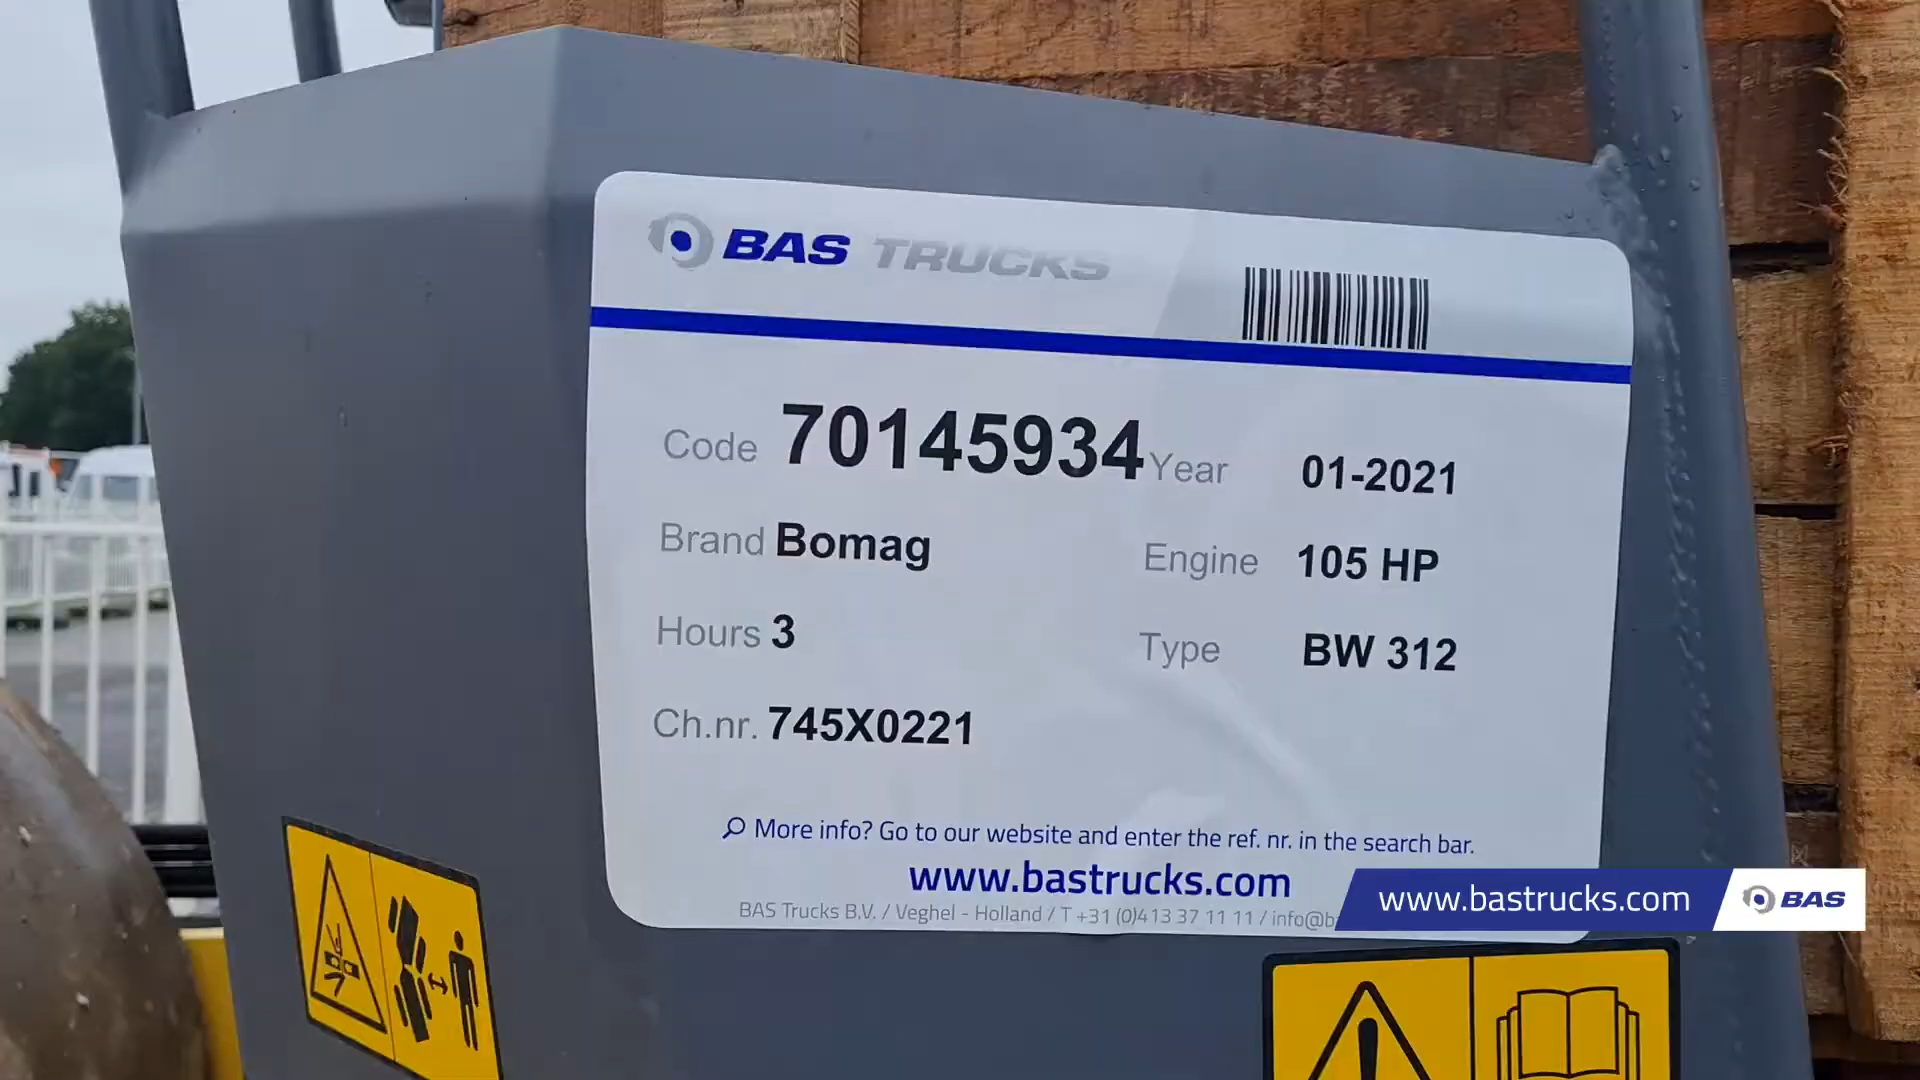 BAS TRUCKS
Code 70145934 Year 01-2021
Brand Bomag Engine 105 HP
Hours 3 Type BW 312
Ch.nr. 745X0221
More info? Go to our website and enter the ref. nr. in the search bar.
www.bastrucks.com
BAS Trucks B.V. / Veghel - Holland / T +31 (0)413 37 11 11 /
www.bastrucks.com BAS